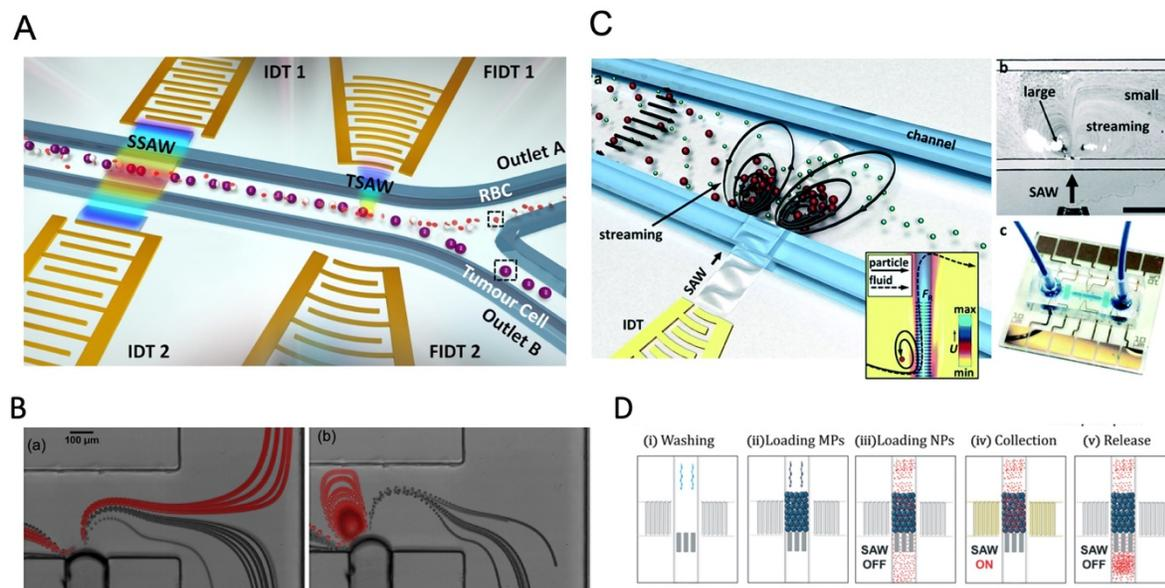 A
IDT 1
FIDT 1
SSAW
TSAW
Outlet A
RBC
Tumour Cell
Outlet B
IDT 2
FIDT 2
C
a
channel
streaming
SAW
IDT
particle
fluid
max
U
min
b
large
small
streaming
SAW
c
B
(a)
100 μm
(b)
D
(i) Washing
(ii)Loading MPs
(iii)Loading NPs
(iv) Collection
(v) Release
SAW
OFF
SAW
ON
SAW
OFF